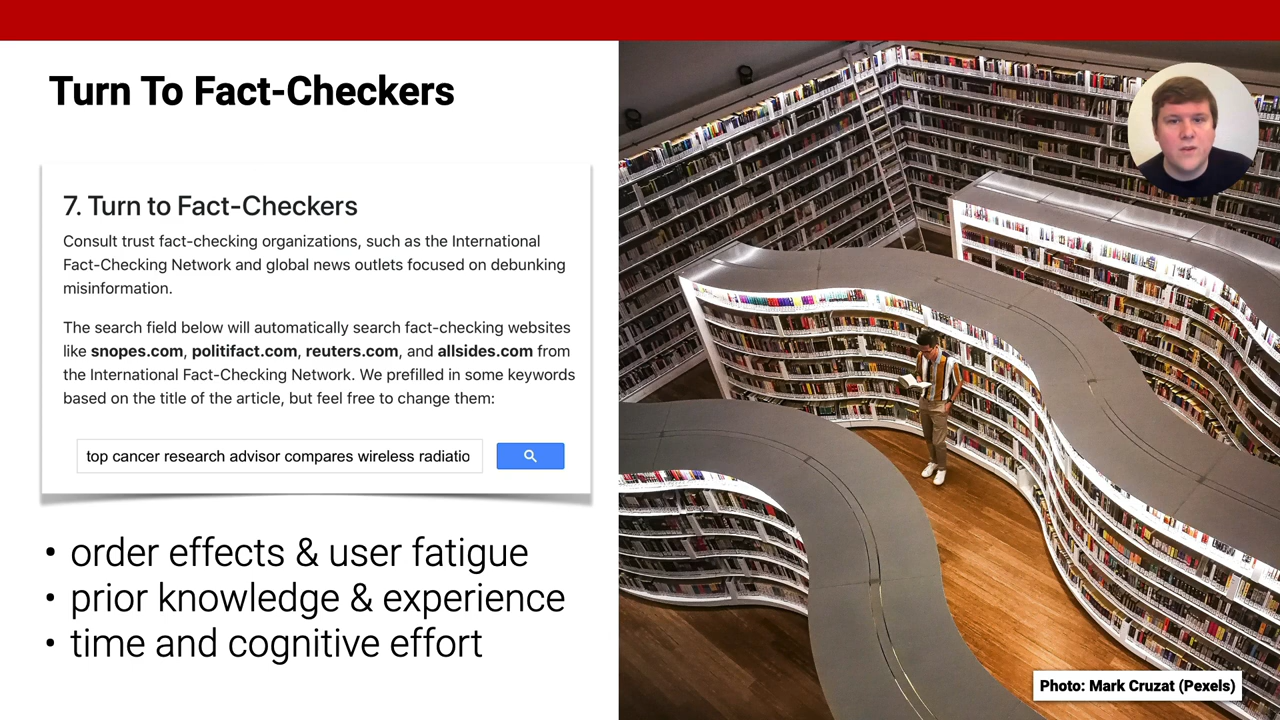 Turn To Fact-Checkers
7. Turn to Fact-Checkers
Consult trust fact-checking organizations, such as the International
Fact-Checking Network and global news outlets focused on debunking
misinformation.
The search field below will automatically search fact-checking websites
like snopes.com, politifact.com, reuters.com, and allsides.com from
the International Fact-Checking Network. We prefilled in some keywords
based on the title of the article, but feel free to change them:
top cancer research advisor compares wireless radiatio
• order effects & user fatigue
• prior knowledge & experience
• time and cognitive effort
Photo: Mark Cruzat (Pexels)